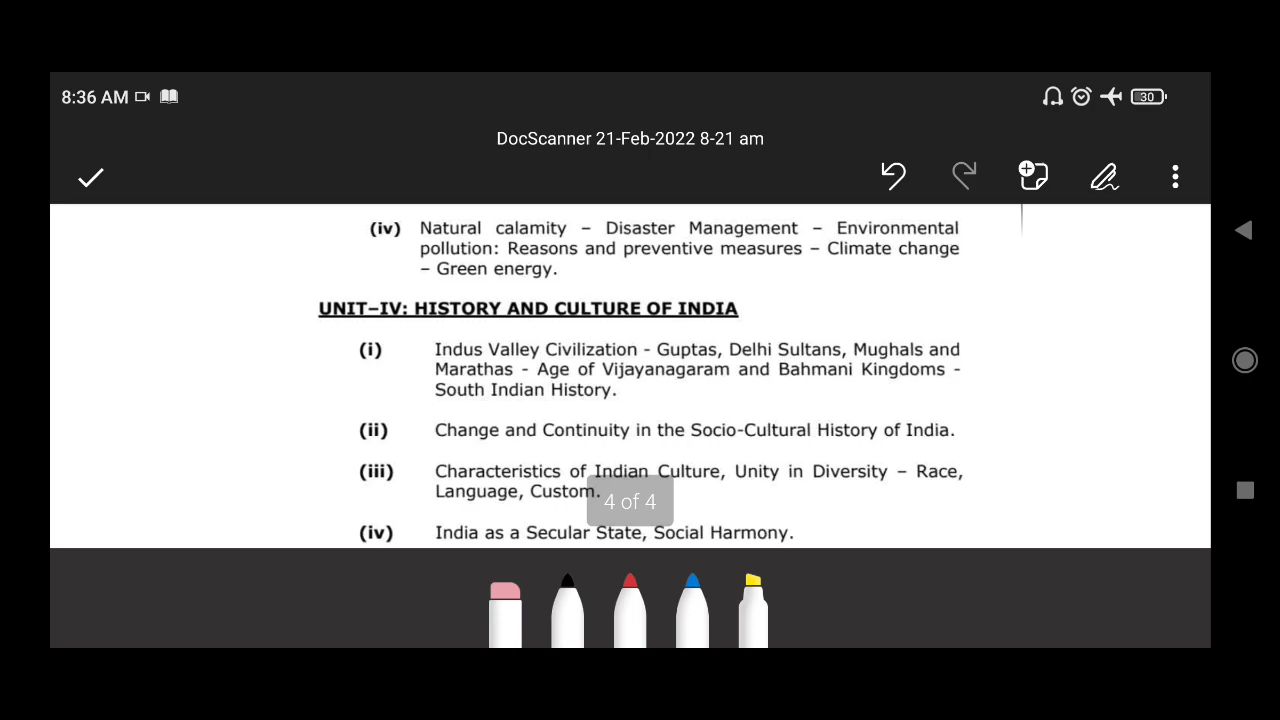 8:36 AM
30
DocScanner 21-Feb-2022 8-21 am
(iv) Natural calamity – Disaster Management – Environmental
pollution: Reasons and preventive measures – Climate change
– Green energy.
UNIT–IV: HISTORY AND CULTURE OF INDIA
(i) Indus Valley Civilization - Guptas, Delhi Sultans, Mughals and
Marathas - Age of Vijayanagaram and Bahmani Kingdoms -
South Indian History.
(ii) Change and Continuity in the Socio-Cultural History of India.
(iii) Characteristics of Indian Culture, Unity in Diversity – Race,
Language, Custom.
4 of 4
(iv) India as a Secular State, Social Harmony.